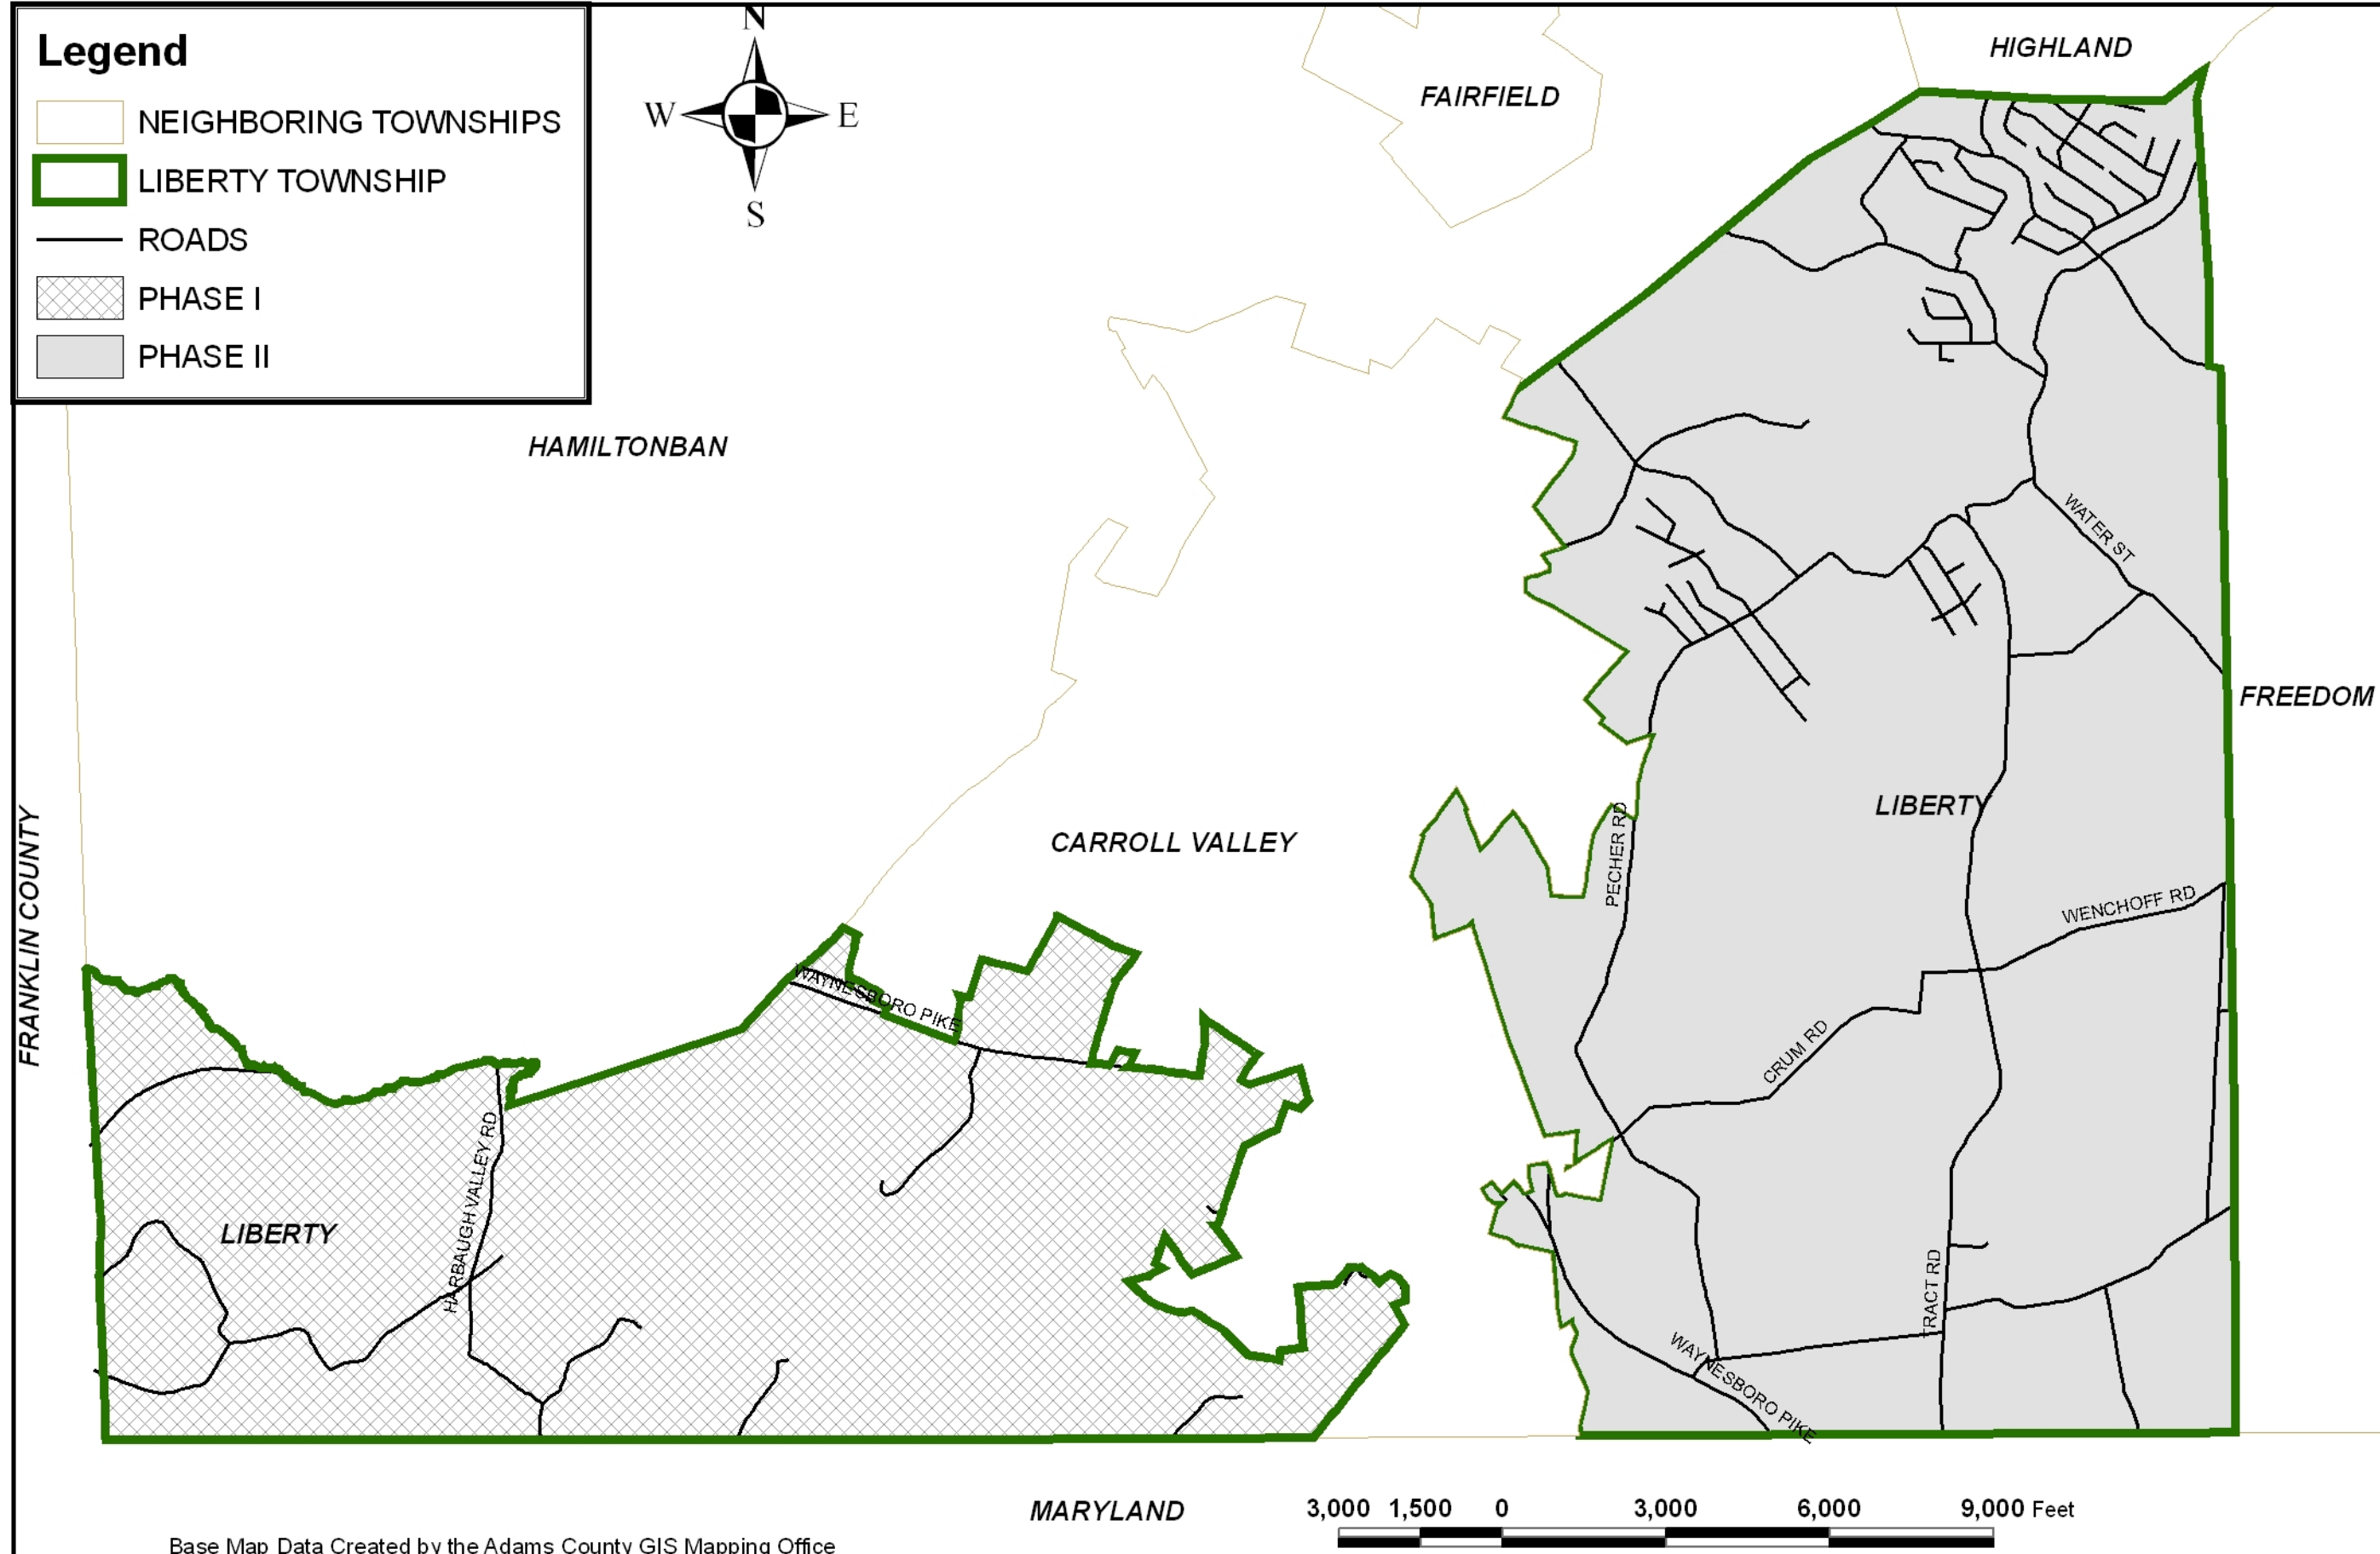 Legend
NEIGHBORING TOWNSHIPS
LIBERTY TOWNSHIP
ROADS
PHASE I
PHASE II
N
W
E
S
HIGHLAND
FAIRFIELD
HAMILTONBAN
WATER ST
FREEDOM
LIBERTY
CARROLL VALLEY
PECHER RD
FRANKLIN COUNTY
WENCHOFF RD
WAYNESBORO PIKE
CRUM RD
HARBAUGH VALLEY RD
LIBERTY
TRACT RD
WAYNESBORO PIKE
MARYLAND
3,000 1,500 0 3,000 6,000 9,000 Feet
Base Map Data Created by the Adams County GIS Mapping Office